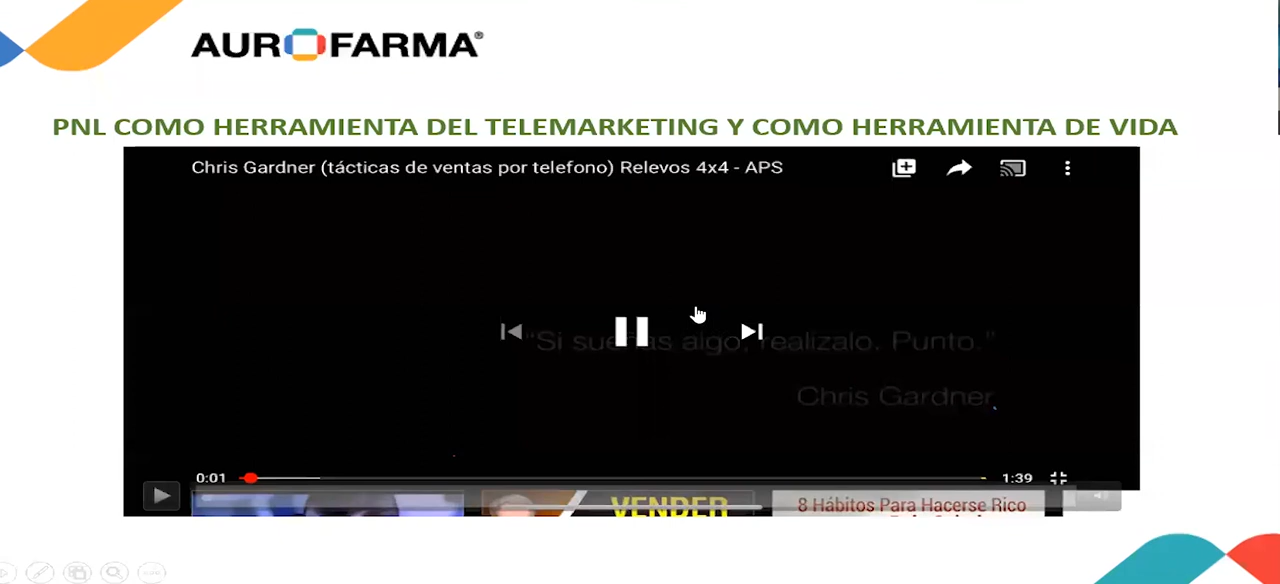 AUROFARMA®
PNL COMO HERRAMIENTA DEL TELEMARKETING Y COMO HERRAMIENTA DE VIDA
Chris Gardner (tácticas de ventas por telefono) Relevos 4x4 - APS
"Si sueñas algo, realízalo. Punto."
Chris Gardner
0:01
1:39
VENDER
8 Hábitos Para Hacerse Rico